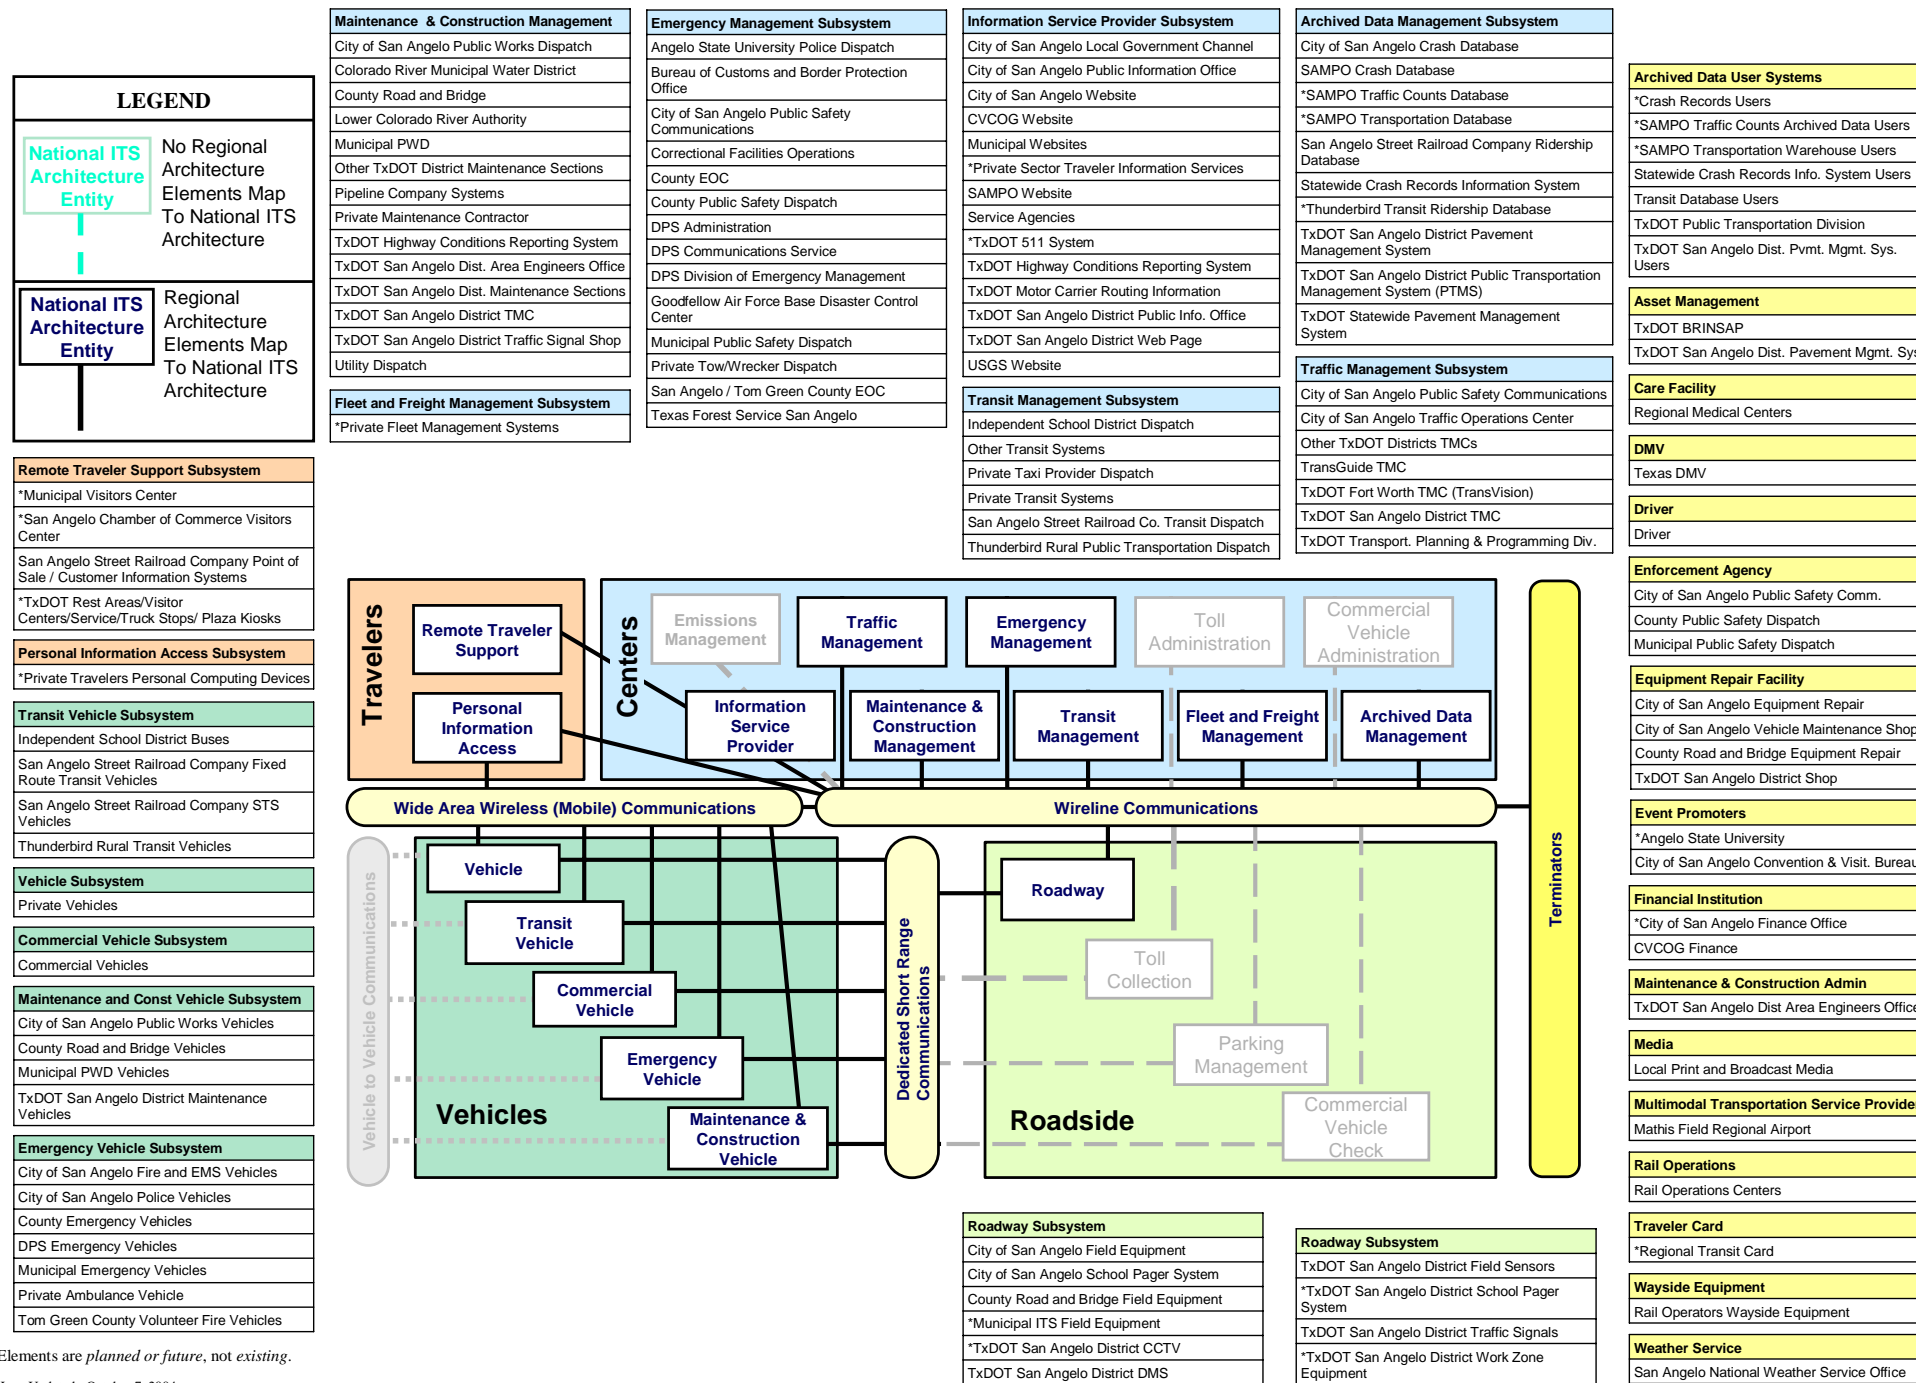 LEGEND
National ITS
Architecture
Entity
No Regional
Architecture
Elements Map
To National ITS
Architecture
National ITS
Architecture
Entity
Regional
Architecture
Elements Map
To National ITS
Architecture
Remote Traveler Support Subsystem
*Municipal Visitors Center
*San Angelo Chamber of Commerce Visitors
Center
San Angelo Street Railroad Company Point of
Sale / Customer Information Systems
*TxDOT Rest Areas/Visitor
Centers/Service/Truck Stops/ Plaza Kiosks
Personal Information Access Subsystem
*Private Travelers Personal Computing Devices
Transit Vehicle Subsystem
Independent School District Buses
San Angelo Street Railroad Company Fixed
Route Transit Vehicles
San Angelo Street Railroad Company STS
Vehicles
Thunderbird Rural Transit Vehicles
Vehicle Subsystem
Private Vehicles
Commercial Vehicle Subsystem
Commercial Vehicles
Maintenance and Const Vehicle Subsystem
City of San Angelo Public Works Vehicles
County Road and Bridge Vehicles
Municipal PWD Vehicles
TxDOT San Angelo District Maintenance
Vehicles
Emergency Vehicle Subsystem
City of San Angelo Fire and EMS Vehicles
City of San Angelo Police Vehicles
County Emergency Vehicles
DPS Emergency Vehicles
Municipal Emergency Vehicles
Private Ambulance Vehicle
Tom Green County Volunteer Fire Vehicles
Elements are planned or future, not existing.
Maintenance & Construction Management
City of San Angelo Public Works Dispatch
Colorado River Municipal Water District
County Road and Bridge
Lower Colorado River Authority
Municipal PWD
Other TxDOT District Maintenance Sections
Pipeline Company Systems
Private Maintenance Contractor
TxDOT Highway Conditions Reporting System
TxDOT San Angelo Dist. Area Engineers Office
TxDOT San Angelo Dist. Maintenance Sections
TxDOT San Angelo District TMC
TxDOT San Angelo District Traffic Signal Shop
Utility Dispatch
Fleet and Freight Management Subsystem
*Private Fleet Management Systems
Emergency Management Subsystem
Angelo State University Police Dispatch
Bureau of Customs and Border Protection
Office
City of San Angelo Public Safety
Communications
Correctional Facilities Operations
County EOC
County Public Safety Dispatch
DPS Administration
DPS Communications Service
DPS Division of Emergency Management
Goodfellow Air Force Base Disaster Control
Center
Municipal Public Safety Dispatch
Private Tow/Wrecker Dispatch
San Angelo / Tom Green County EOC
Texas Forest Service San Angelo
Information Service Provider Subsystem
City of San Angelo Local Government Channel
City of San Angelo Public Information Office
City of San Angelo Website
CVCOG Website
Municipal Websites
*Private Sector Traveler Information Services
SAMPO Website
Service Agencies
*TxDOT 511 System
TxDOT Highway Conditions Reporting System
TxDOT Motor Carrier Routing Information
TxDOT San Angelo District Public Info. Office
TxDOT San Angelo District Web Page
USGS Website
Transit Management Subsystem
Independent School District Dispatch
Other Transit Systems
Private Taxi Provider Dispatch
Private Transit Systems
San Angelo Street Railroad Co. Transit Dispatch
Thunderbird Rural Public Transportation Dispatch
Archived Data Management Subsystem
City of San Angelo Crash Database
SAMPO Crash Database
*SAMPO Traffic Counts Database
*SAMPO Transportation Database
San Angelo Street Railroad Company Ridership
Database
Statewide Crash Records Information System
*Thunderbird Transit Ridership Database
TxDOT San Angelo District Pavement
Management System
TxDOT San Angelo District Public Transportation
Management System (PTMS)
TxDOT Statewide Pavement Management
System
Traffic Management Subsystem
City of San Angelo Public Safety Communications
City of San Angelo Traffic Operations Center
Other TxDOT Districts TMCs
TransGuide TMC
TxDOT Fort Worth TMC (TransVision)
TxDOT San Angelo District TMC
TxDOT Transport. Planning & Programming Div.
Archived Data User Systems
*Crash Records Users
*SAMPO Traffic Counts Archived Data Users
*SAMPO Transportation Warehouse Users
Statewide Crash Records Info. System Users
Transit Database Users
TxDOT Public Transportation Division
TxDOT San Angelo Dist. Pvmt. Mgmt. Sys.
Users
Asset Management
TxDOT BRINSAP
TxDOT San Angelo Dist. Pavement Mgmt. Sys
Care Facility
Regional Medical Centers
DMV
Texas DMV
Driver
Driver
Enforcement Agency
City of San Angelo Public Safety Comm.
County Public Safety Dispatch
Municipal Public Safety Dispatch
Equipment Repair Facility
City of San Angelo Equipment Repair
City of San Angelo Vehicle Maintenance Shop
County Road and Bridge Equipment Repair
TxDOT San Angelo District Shop
Event Promoters
*Angelo State University
City of San Angelo Convention & Visit. Bureau
Financial Institution
*City of San Angelo Finance Office
CVCOG Finance
Maintenance & Construction Admin
TxDOT San Angelo Dist Area Engineers Office
Media
Local Print and Broadcast Media
Multimodal Transportation Service Provider
Mathis Field Regional Airport
Rail Operations
Rail Operations Centers
Traveler Card
*Regional Transit Card
Wayside Equipment
Rail Operators Wayside Equipment
Weather Service
San Angelo National Weather Service Office
Travelers
Remote Traveler
Support
Personal
Information
Access
Centers
Emissions
Management
Traffic
Management
Emergency
Management
Toll
Administration
Commercial
Vehicle
Administration
Information
Service
Provider
Maintenance &
Construction
Management
Transit
Management
Fleet and Freight
Management
Archived Data
Management
Wide Area Wireless (Mobile) Communications
Wireline Communications
Terminators
Vehicle to Vehicle Communications
Vehicle
Transit
Vehicle
Commercial
Vehicle
Emergency
Vehicle
Maintenance &
Construction
Vehicle
Vehicles
Dedicated Short Range
Communications
Roadway
Toll
Collection
Parking
Management
Commercial
Vehicle
Check
Roadside
Roadway Subsystem
City of San Angelo Field Equipment
City of San Angelo School Pager System
County Road and Bridge Field Equipment
*Municipal ITS Field Equipment
*TxDOT San Angelo District CCTV
TxDOT San Angelo District DMS
Roadway Subsystem
TxDOT San Angelo District Field Sensors
*TxDOT San Angelo District School Pager
System
TxDOT San Angelo District Traffic Signals
*TxDOT San Angelo District Work Zone
Equipment